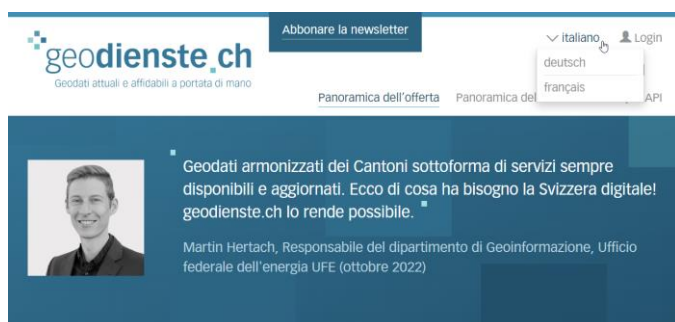 Abbonare la newsletter
italiano
Login
geodienste.ch
Geodati attuali e affidabili a portata di mano
deutsch
français
Panoramica dell'offerta
Panoramica del
API
Geodati armonizzati dei Cantoni sottoforma di servizi sempre
disponibili e aggiornati. Ecco di cosa ha bisogno la Svizzera digitale!
geodienste.ch lo rende possibile.
Martin Hertach, Responsabile del dipartimento di Geoinformazione, Ufficio
federale dell'energia UFE (ottobre 2022)